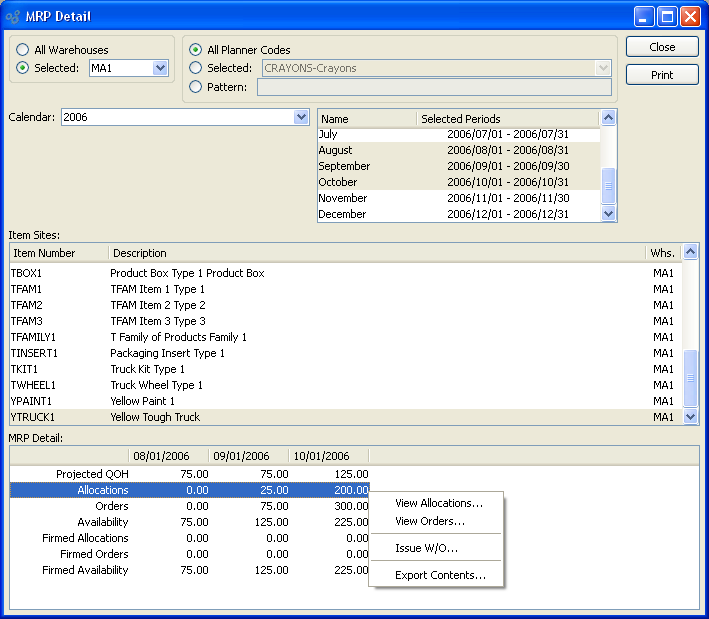 MRP Detail
All Warehouses
Selected: MA1
All Planner Codes
Selected: CRAYONS-Crayons
Pattern:
Close
Print
Calendar: 2006
Name Selected Periods
July 2006/07/01 - 2006/07/31
August 2006/08/01 - 2006/08/31
September 2006/09/01 - 2006/09/30
October 2006/10/01 - 2006/10/31
November 2006/11/01 - 2006/11/30
December 2006/12/01 - 2006/12/31
Item Sites:
Item Number Description Whs.
TBOX1 Product Box Type 1 Product Box MA1
TFAM1 TFAM Item 1 Type 1 MA1
TFAM2 TFAM Item 2 Type 2 MA1
TFAM3 TFAM Item 3 Type 3 MA1
TFAMILY1 T Family of Products Family 1 MA1
TINSERT1 Packaging Insert Type 1 MA1
TKIT1 Truck Kit Type 1 MA1
TWHEEL1 Truck Wheel Type 1 MA1
YPAINT1 Yellow Paint 1 MA1
YTRUCK1 Yellow Tough Truck MA1
MRP Detail:
08/01/2006 09/01/2006 10/01/2006
Projected QOH 75.00 75.00 125.00
Allocations 0.00 25.00 200.00
Orders 0.00 75.00 300.00
Availability 75.00 125.00 225.00
Firmed Allocations 0.00 0.00 0.00
Firmed Orders 0.00 0.00 0.00
Firmed Availability 75.00 125.00 225.00
View Allocations...
View Orders...
Issue W/O...
Export Contents...